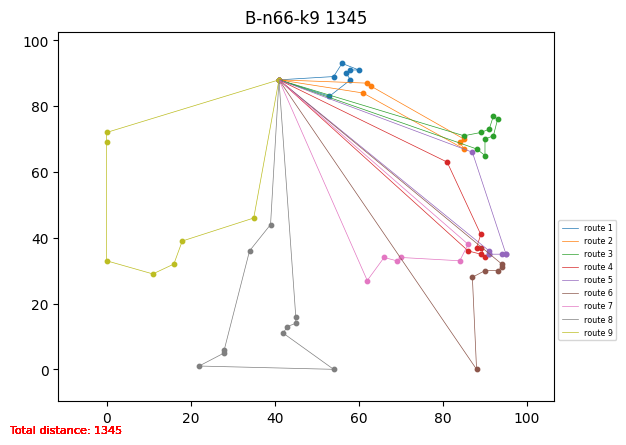 B-n66-k9 1345
100
80
60
40
20
0
0
20
40
60
80
100
route 1
route 2
route 3
route 4
route 5
route 6
route 7
route 8
route 9
Total distance: 1345